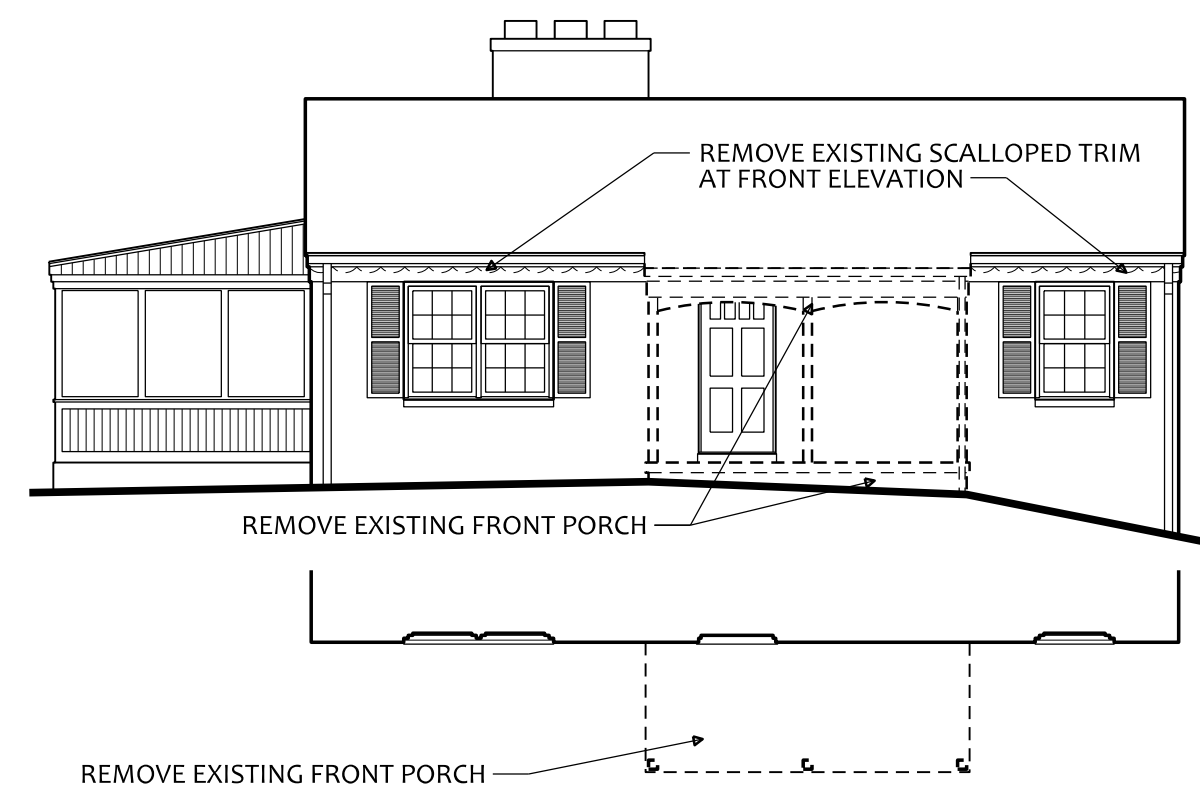 REMOVE EXISTING SCALLOPED TRIM
AT FRONT ELEVATION
REMOVE EXISTING FRONT PORCH
REMOVE EXISTING FRONT PORCH